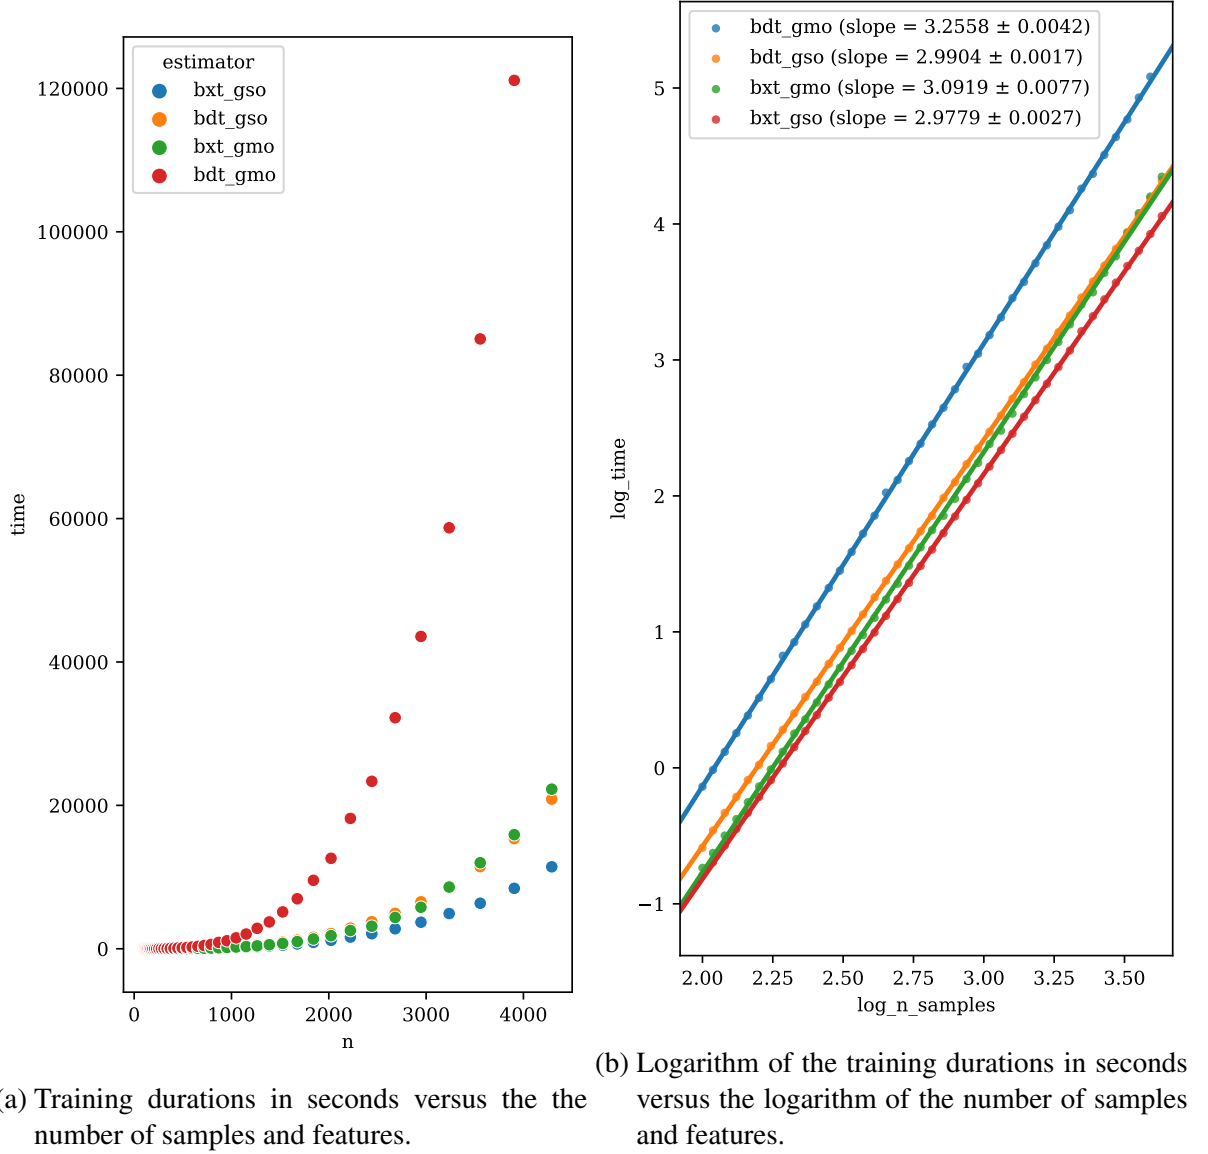 estimator
bxt_gso
bdt_gso
bxt_gmo
bdt_gmo
120000
100000
80000
60000
40000
20000
0
time
0 1000 2000 3000 4000
n
(a) Training durations in seconds versus the the
number of samples and features.
bdt_gmo (slope = 3.2558 ± 0.0042)
bdt_gso (slope = 2.9904 ± 0.0017)
bxt_gmo (slope = 3.0919 ± 0.0077)
bxt_gso (slope = 2.9779 ± 0.0027)
5
4
3
2
1
0
−1
log_time
2.00 2.25 2.50 2.75 3.00 3.25 3.50
log_n_samples
(b) Logarithm of the training durations in seconds
versus the logarithm of the number of samples
and features.